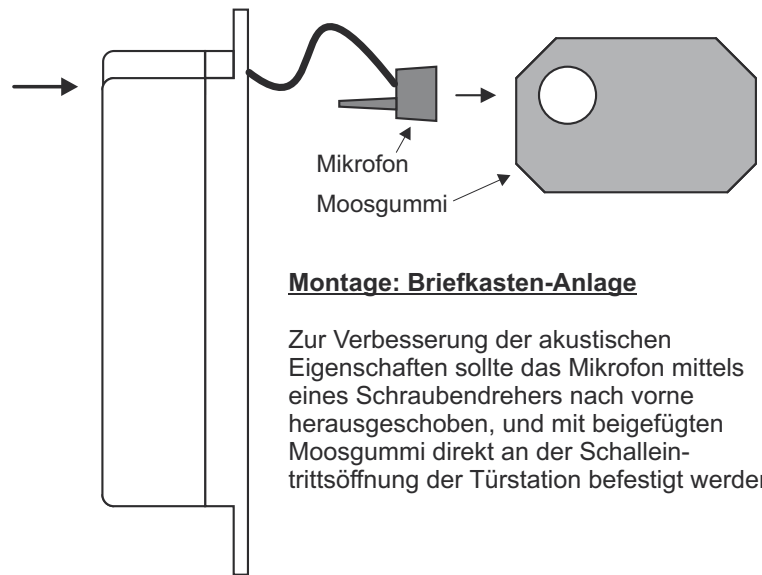 Mikrofon
Moosgummi
Montage: Briefkasten-Anlage
Zur Verbesserung der akustischen
Eigenschaften sollte das Mikrofon mittels
eines Schraubendrehers nach vorne
herausgeschoben, und mit beigefügten
Moosgummi direkt an der Schallein-
trittsöffnung der Türstation befestigt werden